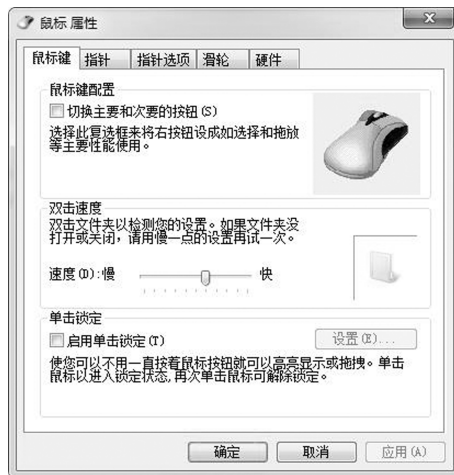 鼠标 属性
鼠标键 指针 指针选项 滑轮 硬件
鼠标键配置
切换主要和次要的按钮(S)
选择此复选框来将右按钮设成如选择和拖放
等主要性能使用。
双击速度
双击文件夹以检测您的设置。如果文件夹没
打开或关闭，请用慢一点的设置再试一次。
速度(D):慢 快
单击锁定
启用单击锁定(T) 设置(E)...
使您可以不用一直按着鼠标按钮就可以高亮显示或拖拽。单击
鼠标以进入锁定状态,再次单击鼠标可解除锁定。
确定 取消 应用(A)